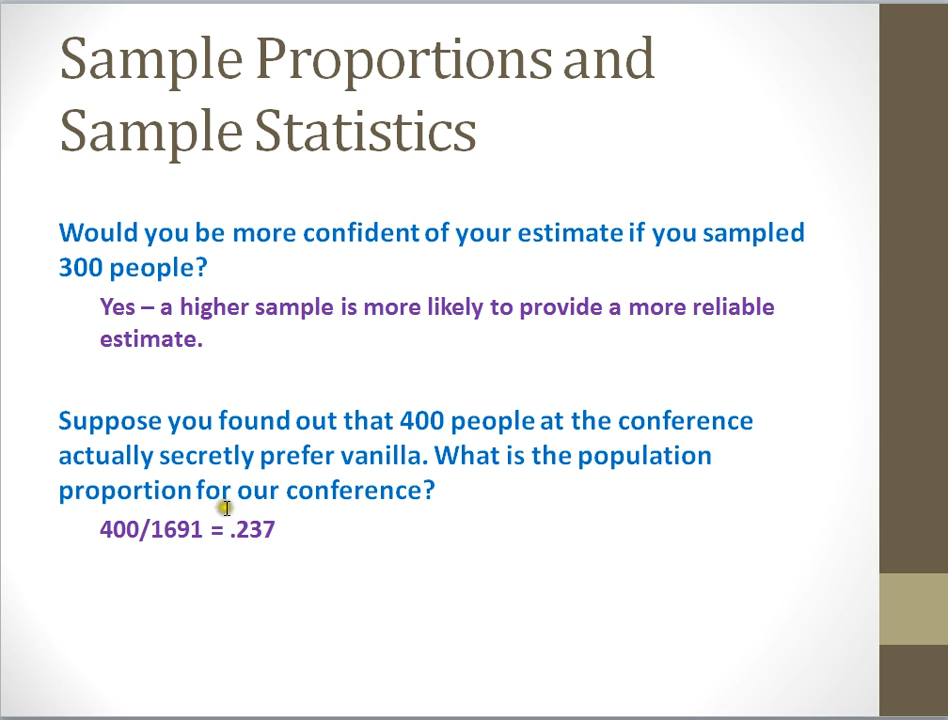 Sample Proportions and
Sample Statistics
Would you be more confident of your estimate if you sampled
300 people?
Yes – a higher sample is more likely to provide a more reliable
estimate.
Suppose you found out that 400 people at the conference
actually secretly prefer vanilla. What is the population
proportion for our conference?
400/1691 = .237